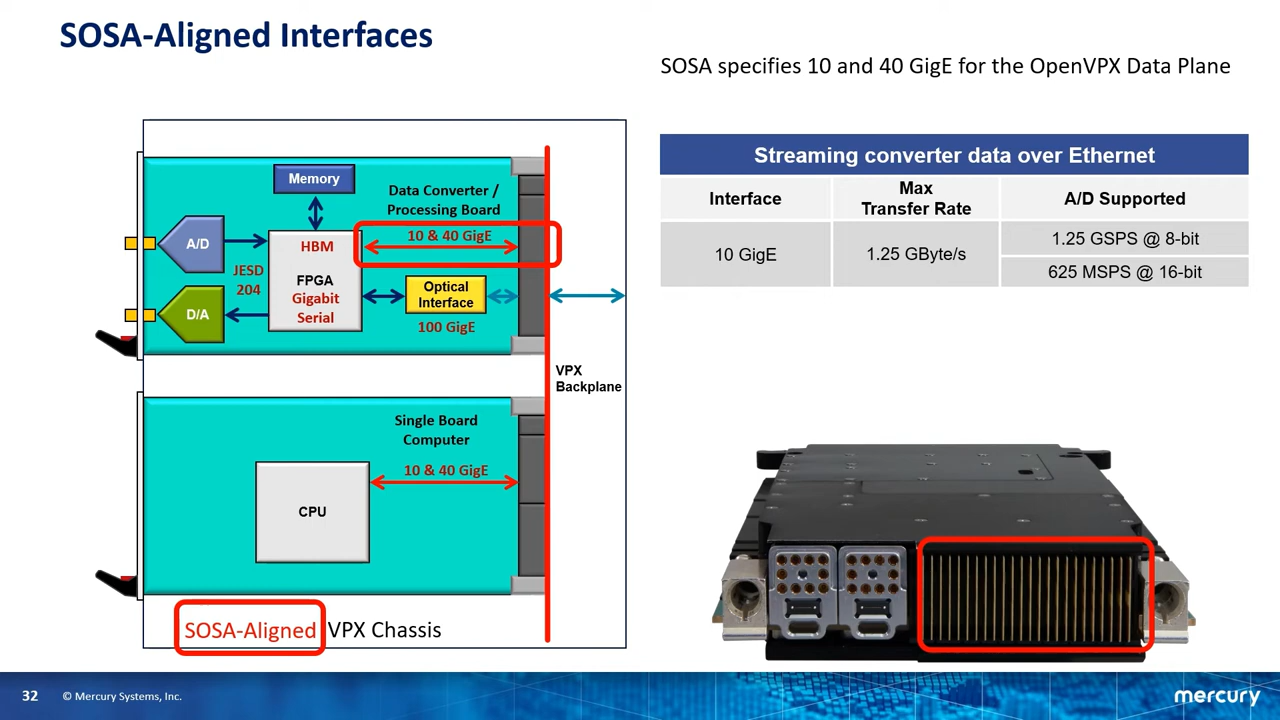 SOSA-Aligned Interfaces
SOSA specifies 10 and 40 GigE for the OpenVPX Data Plane
Memory
Data Converter /
Processing Board
10 & 40 GigE
A/D
HBM
JESD
204
FPGA
Gigabit
Serial
Optical
Interface
100 GigE
D/A
VPX
Backplane
Single Board
Computer
10 & 40 GigE
CPU
SOSA-Aligned VPX Chassis
Streaming converter data over Ethernet
Interface
Max
Transfer Rate
A/D Supported
10 GigE
1.25 GByte/s
1.25 GSPS @ 8-bit
625 MSPS @ 16-bit
32
© Mercury Systems, Inc.
mercury